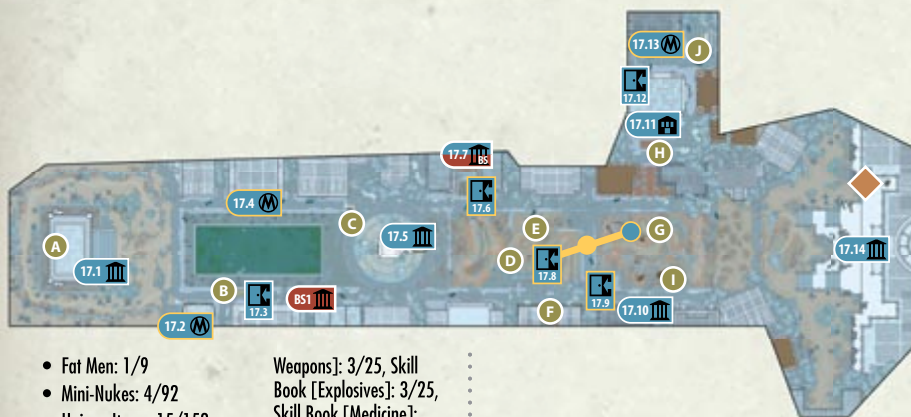 17.13
J
17.12
17.11
H
17.7
BS
17.6
17.4
C
17.5
E
G
A
17.1
D
17.8
17.14
B
17.3
BS1
17.9
I
17.2
F
17.10
• Fat Men: 1/9
• Mini-Nukes: 4/92
Weapons]: 3/25, Skill
Book [Explosives]: 3/25,
Skill Book [Medicine]: